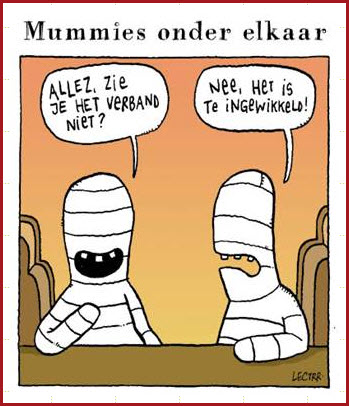 Mummies onder elkaar
ALLEZ, Zie
JE HET VERBAND
NiET?
NEE, HET IS
TE iNGEWiKKELD!
LECTRR